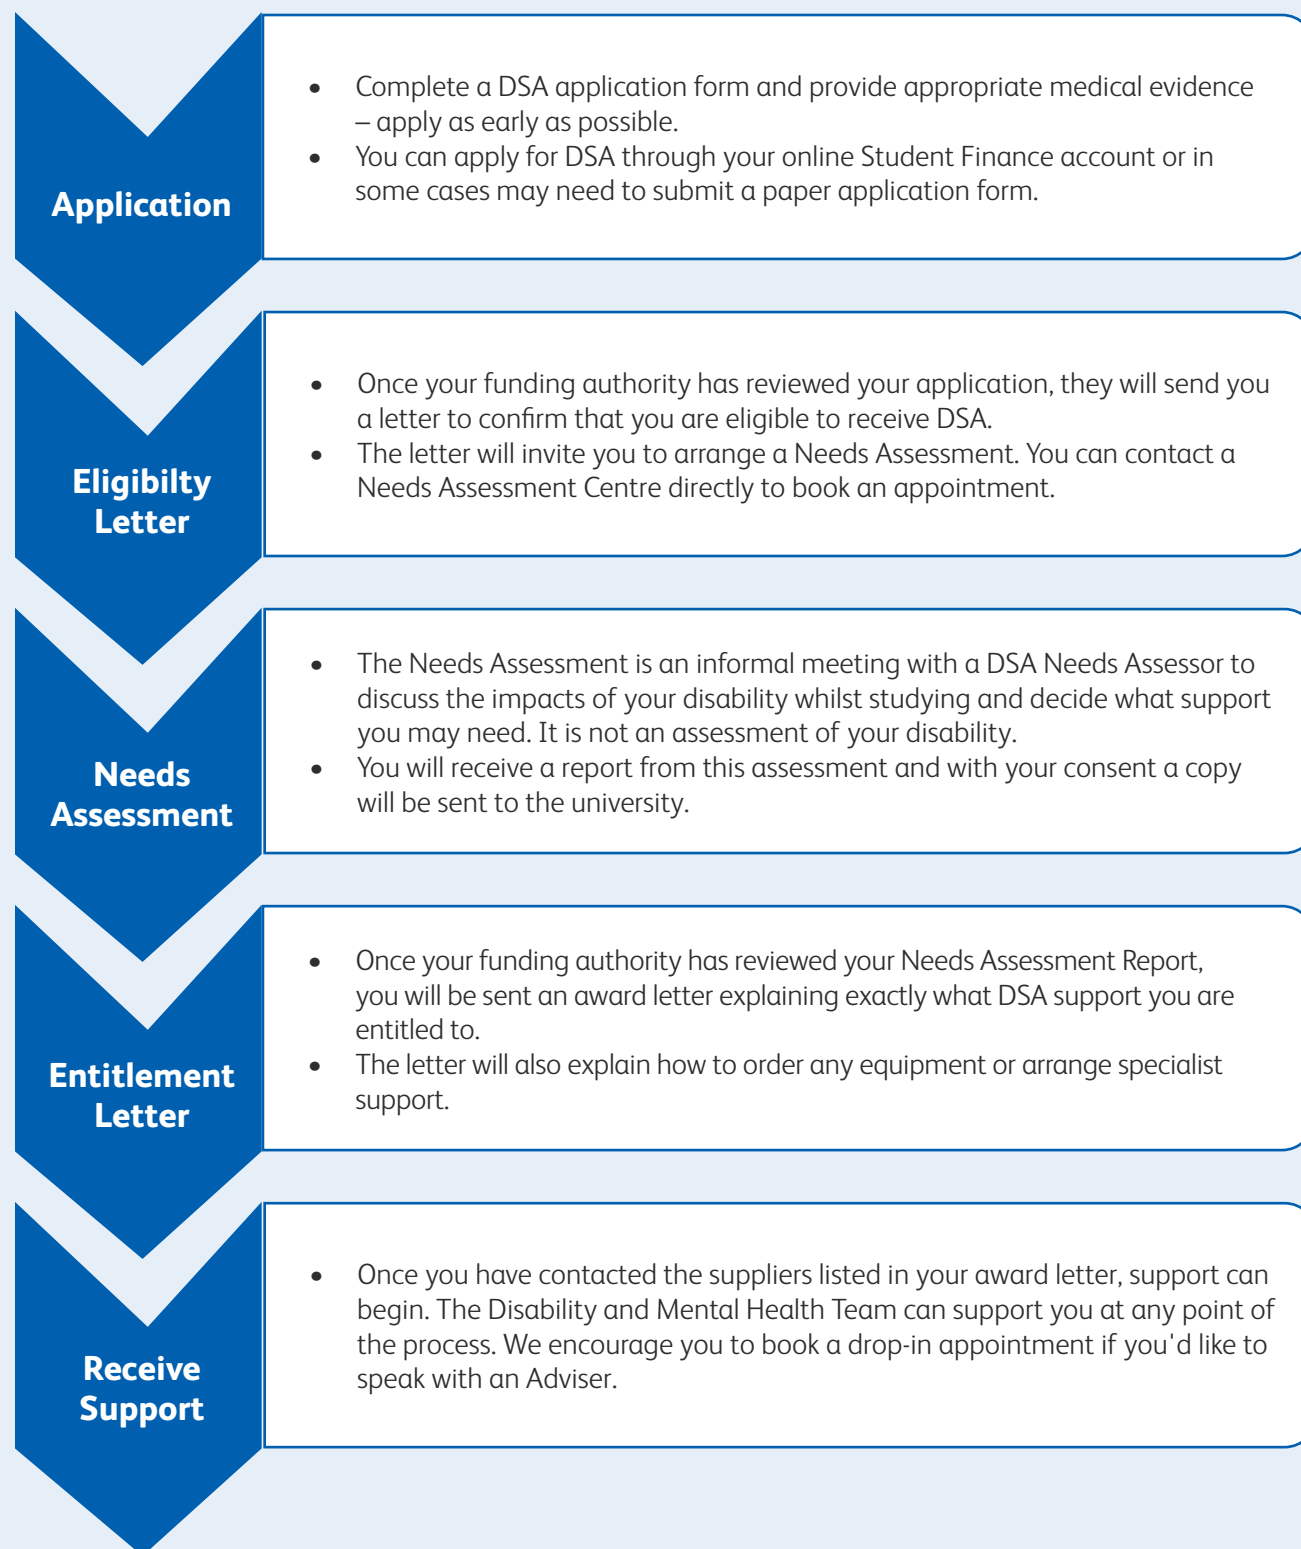 Application
• Complete a DSA application form and provide appropriate medical evidence
– apply as early as possible.
• You can apply for DSA through your online Student Finance account or in
some cases may need to submit a paper application form.
Eligibilty
Letter
• Once your funding authority has reviewed your application, they will send you
a letter to confirm that you are eligible to receive DSA.
• The letter will invite you to arrange a Needs Assessment. You can contact a
Needs Assessment Centre directly to book an appointment.
Needs
Assessment
• The Needs Assessment is an informal meeting with a DSA Needs Assessor to
discuss the impacts of your disability whilst studying and decide what support
you may need. It is not an assessment of your disability.
• You will receive a report from this assessment and with your consent a copy
will be sent to the university.
Entitlement
Letter
• Once your funding authority has reviewed your Needs Assessment Report,
you will be sent an award letter explaining exactly what DSA support you are
entitled to.
• The letter will also explain how to order any equipment or arrange specialist
support.
Receive
Support
• Once you have contacted the suppliers listed in your award letter, support can
begin. The Disability and Mental Health Team can support you at any point of
the process. We encourage you to book a drop-in appointment if you'd like to
speak with an Adviser.